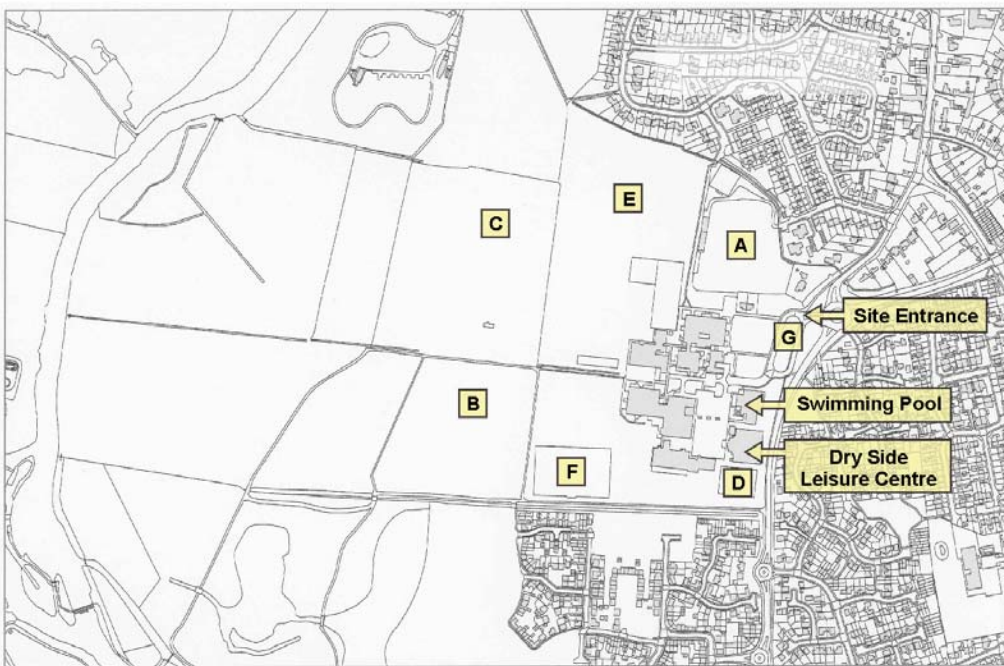 E
C
A
Site Entrance
G
B
Swimming Pool
Dry Side
Leisure Centre
F
D